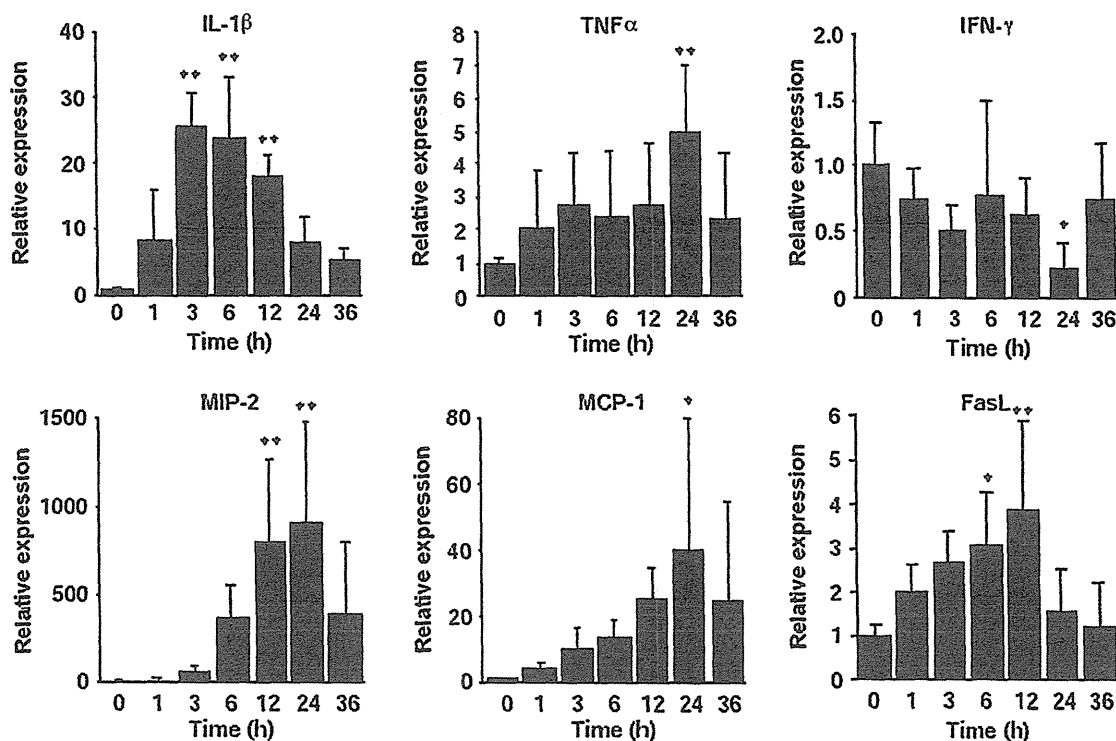 IL-1β
Relative expression
40
30
20
10
0
** ** **
0 1 3 6 12 24 36
Time (h)
TNFα
Relative expression
8
7
6
5
4
3
2
1
0
**
0 1 3 6 12 24 36
Time (h)
IFN-γ
Relative expression
2.0
1.5
1.0
0.5
0
*
0 1 3 6 12 24 36
Time (h)
MIP-2
Relative expression
1500
1000
500
0
** **
0 1 3 6 12 24 36
Time (h)
MCP-1
Relative expression
80
60
40
20
0
*
0 1 3 6 12 24 36
Time (h)
FasL
Relative expression
6
5
4
3
2
1
0
* **
0 1 3 6 12 24 36
Time (h)